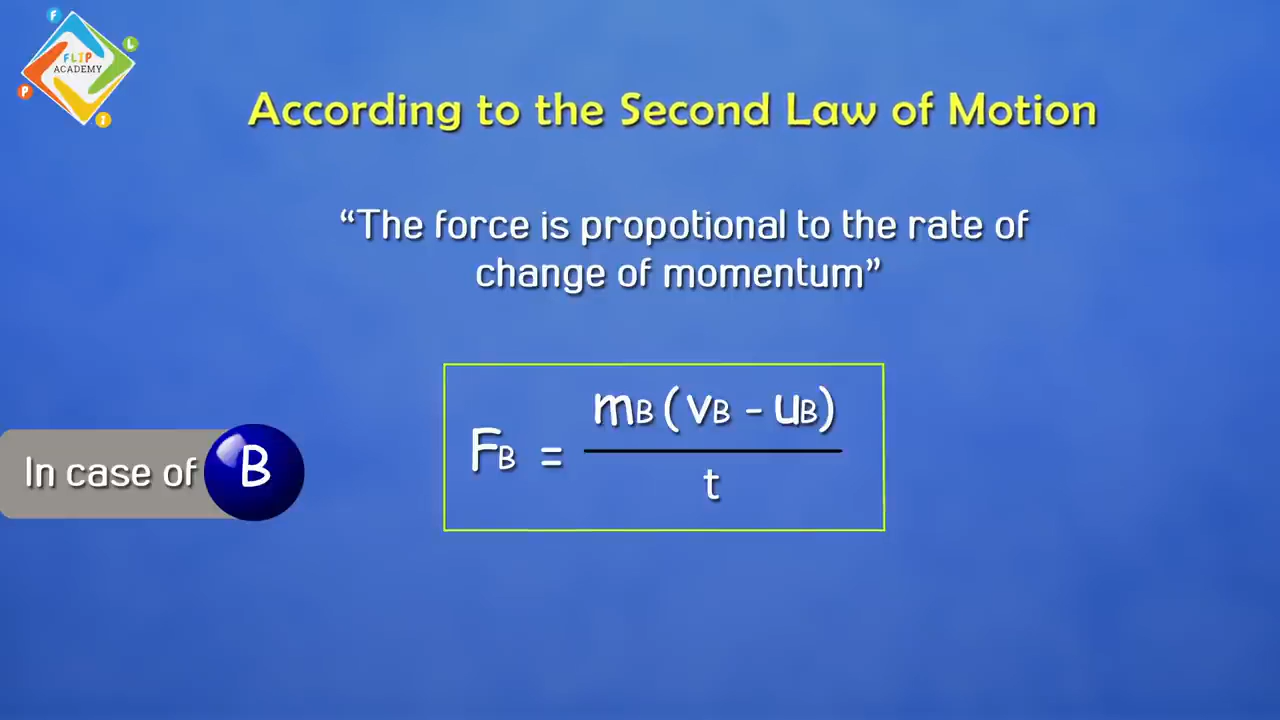 F
L
FLIP
ACADEMY
P
I
According to the Second Law of Motion
“The force is propotional to the rate of
change of momentum”
mB (vB - uB)
FB =
t
In case of B